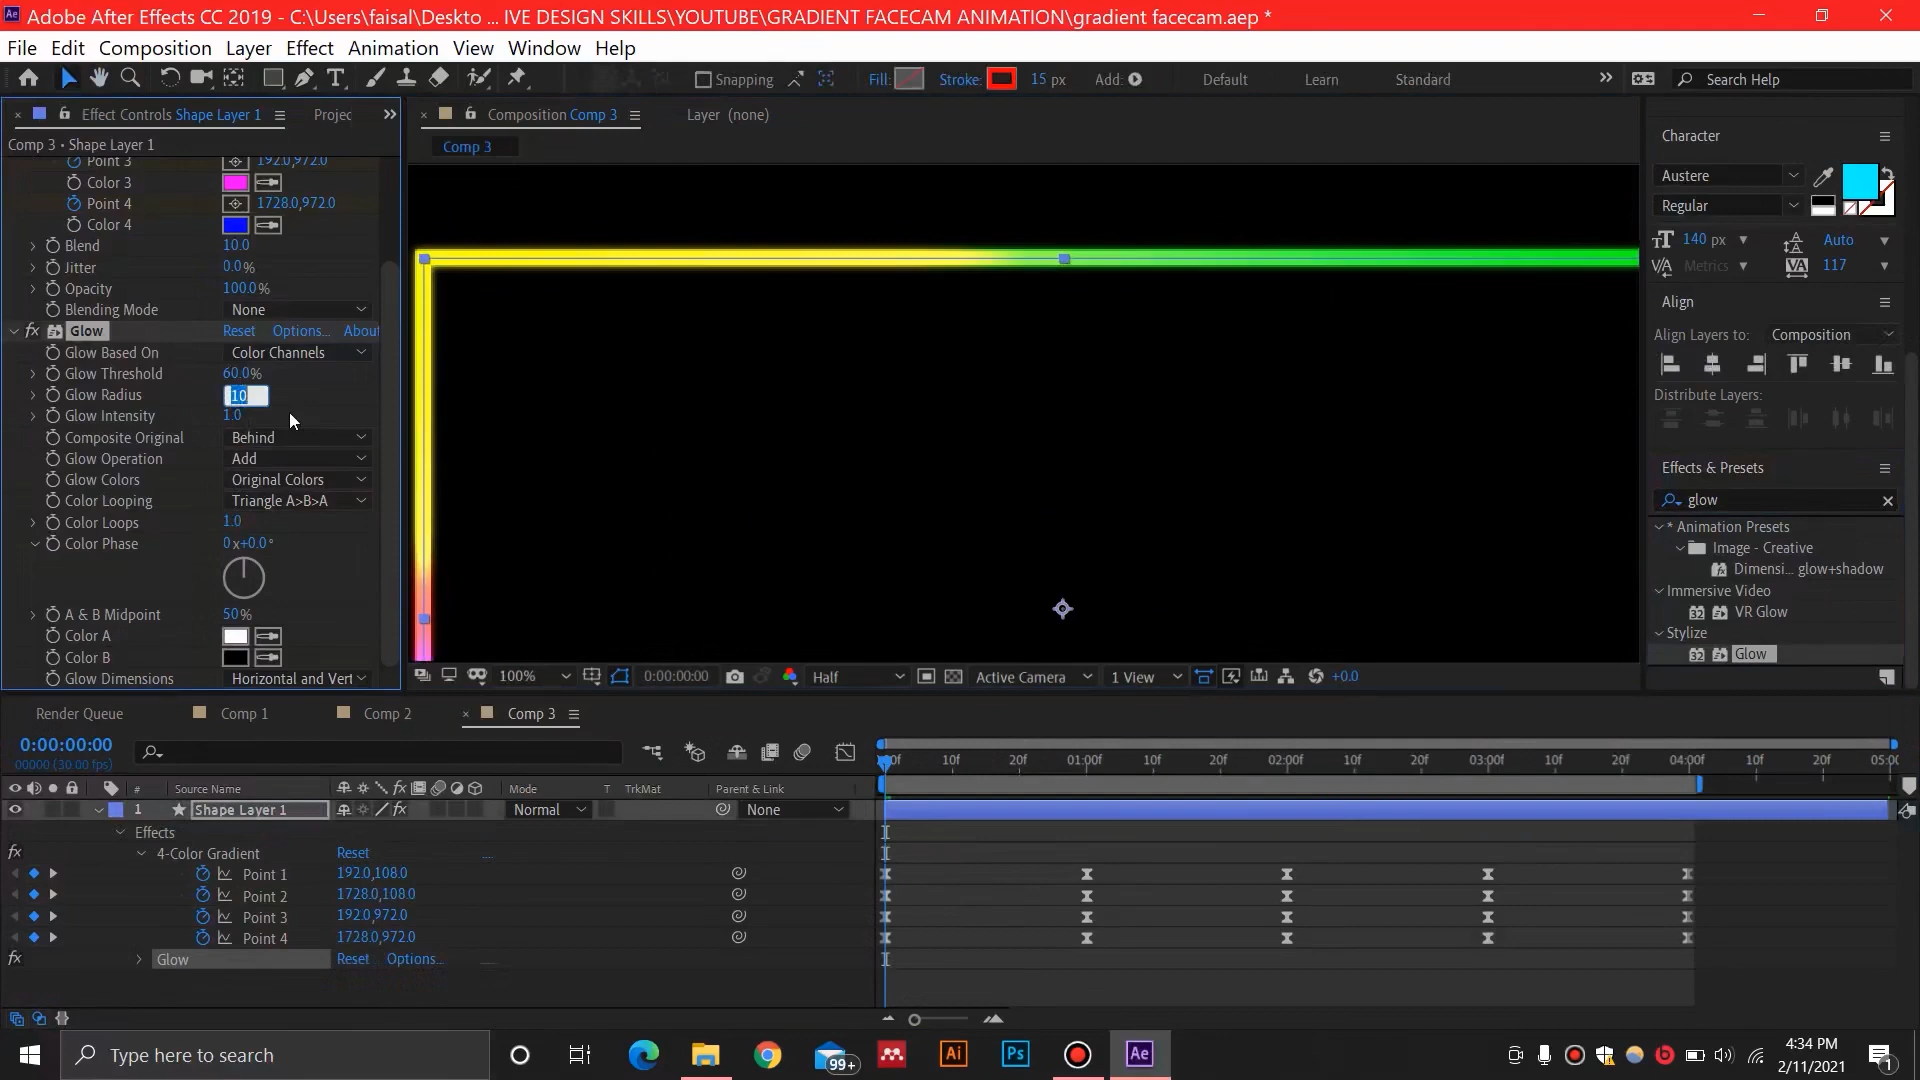 Adobe After Effects CC 2019 - C:\Users\faisal\Deskto ... IVE DESIGN SKILLS\YOUTUBE\GRADIENT FACECAM ANIMATION\gradient facecam.aep *
File Edit Composition Layer Effect Animation View Window Help
Snapping Fill: Stroke: 15 px Add: Default Learn Standard Search Help
Effect Controls Shape Layer 1 Projec
Composition Comp 3 Layer (none)
Comp 3 • Shape Layer 1
Comp 3
Point 3 192.0,972.0
Color 3
Point 4 1728.0,972.0
Color 4
Blend 10.0
Jitter 0.0%
Opacity 100.0%
Blending Mode None
fx Glow Reset Options... About
Glow Based On Color Channels
Glow Threshold 60.0%
Glow Radius 10
Glow Intensity 1.0
Composite Original Behind
Glow Operation Add
Glow Colors Original Colors
Color Looping Triangle A>B>A
Color Loops 1.0
Color Phase 0x+0.0°
A & B Midpoint 50%
Color A
Color B
Glow Dimensions Horizontal and Vert
100% 0:00:00:00 Half Active Camera 1 View +0.0
Character
Austere
Regular
140 px Auto
Metrics 117
Align
Align Layers to: Composition
Distribute Layers:
Effects & Presets
glow
* Animation Presets
Image - Creative
Dimensi... glow+shadow
Immersive Video
32 VR Glow
Stylize
32 Glow
Render Queue Comp 1 Comp 2 Comp 3
0:00:00:00
00000 (30.00 fps)
00f 10f 20f 01:00f 10f 20f 02:00f 10f 20f 03:00f 10f 20f 04:00f 10f 20f 05:00
# Source Name fx Mode T TrkMat Parent & Link
1 Shape Layer 1 fx Normal None
Effects
fx 4-Color Gradient Reset
Point 1 192.0,108.0
Point 2 1728.0,108.0
Point 3 192.0,972.0
Point 4 1728.0,972.0
fx Glow Reset Options...
Type here to search 99+ Ai Ps Ae
4:34 PM
2/11/2021
1